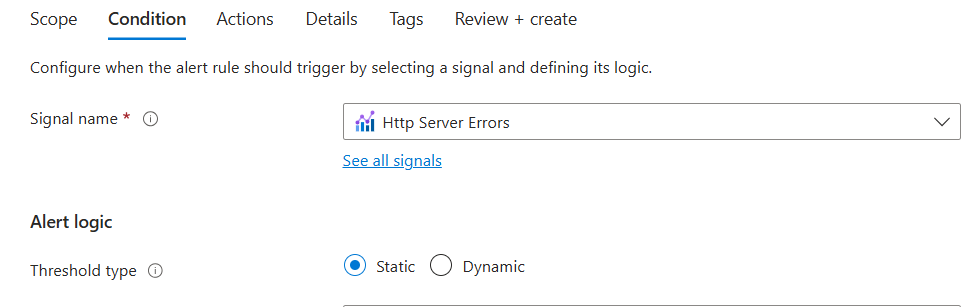 Scope Condition Actions Details Tags Review + create
Configure when the alert rule should trigger by selecting a signal and defining its logic.
Signal name * Http Server Errors
See all signals
Alert logic
Threshold type Static Dynamic